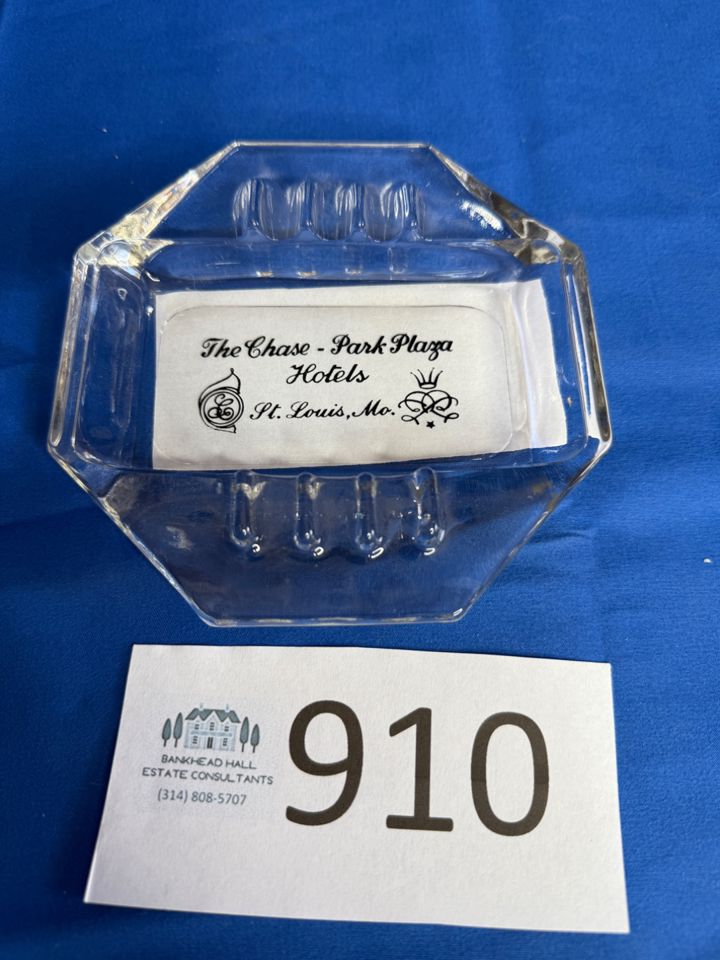 The Chase - Park Plaza
Hotels
St. Louis, Mo.
BANKHEAD HALL
ESTATE CONSULTANTS
(314) 808-5707
910